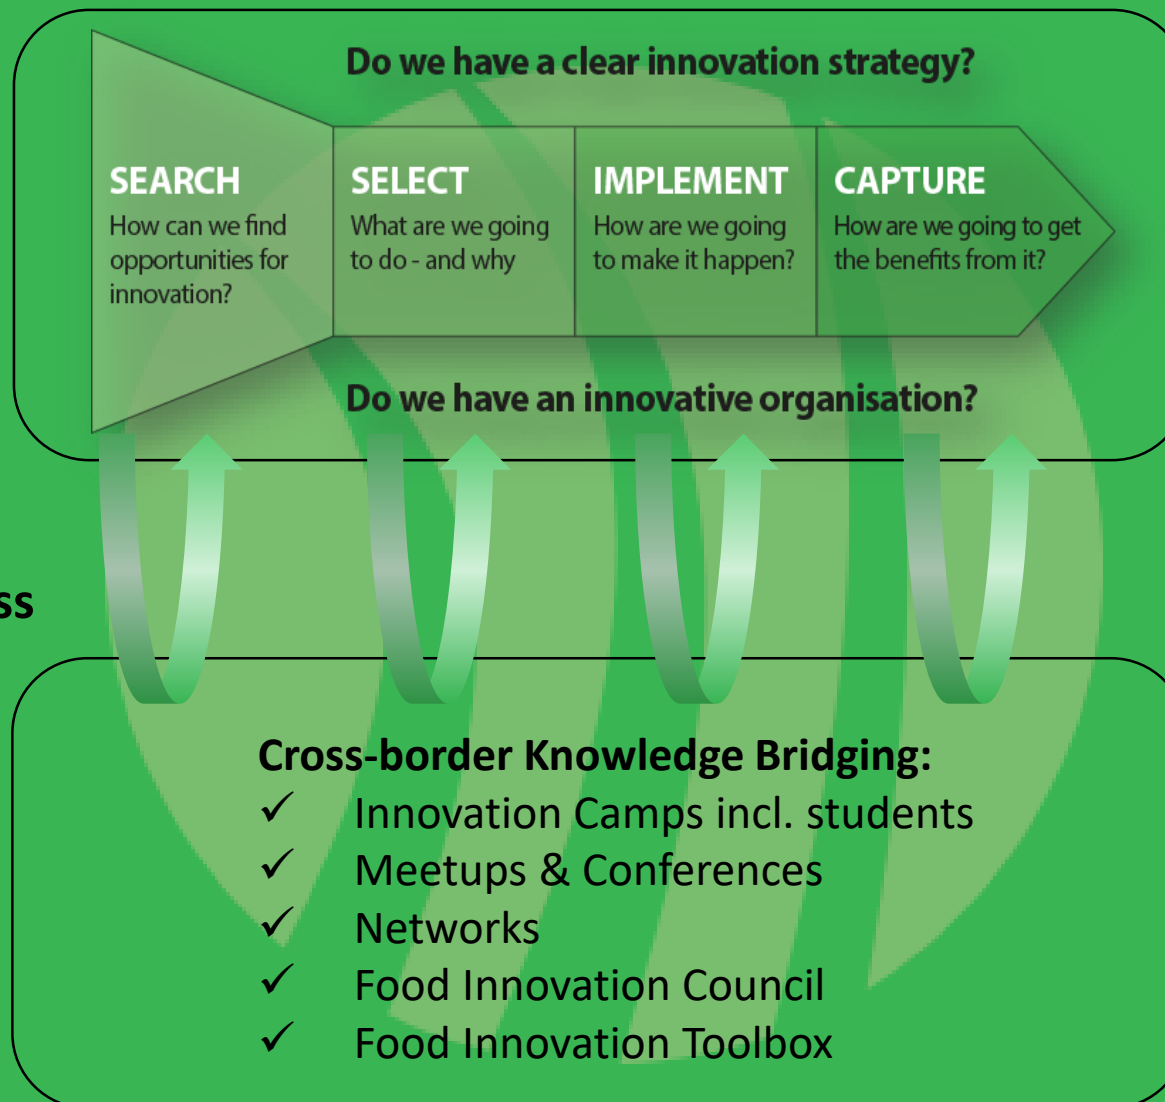 Do we have a clear innovation strategy?
SEARCH
How can we find
opportunities for
innovation?
SELECT
What are we going
to do - and why
IMPLEMENT
How are we going
to make it happen?
CAPTURE
How are we going to get
the benefits from it?
Do we have an innovative organisation?
ss
Cross-border Knowledge Bridging:
✓ Innovation Camps incl. students
✓ Meetups & Conferences
✓ Networks
✓ Food Innovation Council
✓ Food Innovation Toolbox